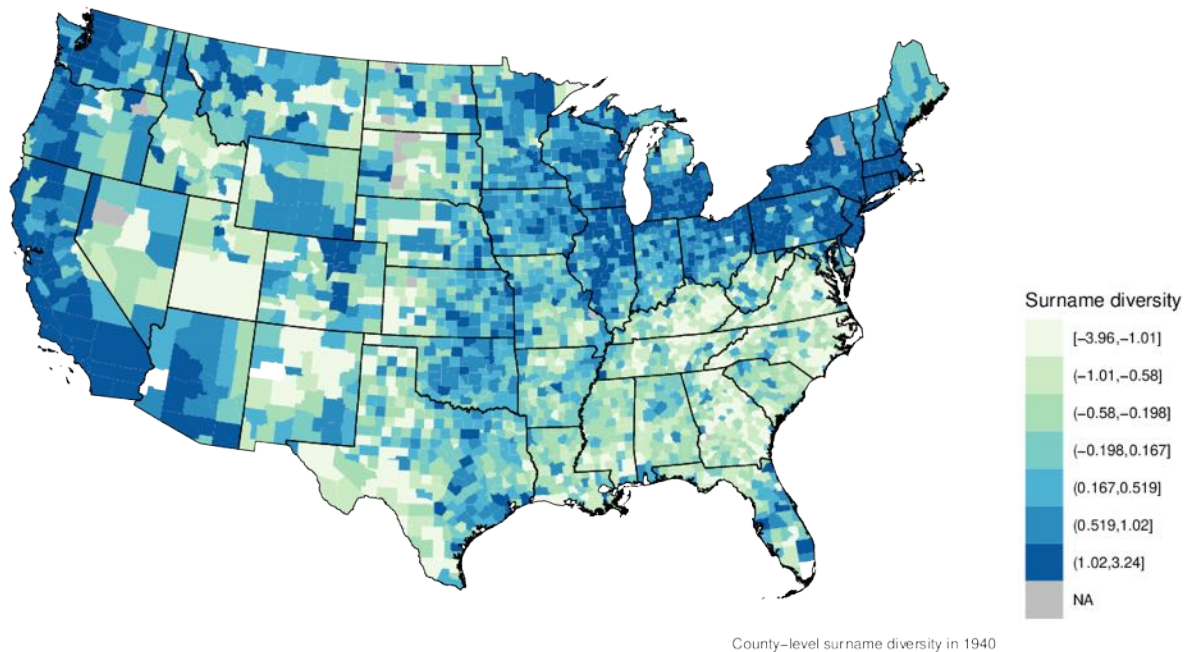 Surname diversity
[−3.96,−1.01]
(−1.01,−0.58]
(−0.58,−0.198]
(−0.198,0.167]
(0.167,0.519]
(0.519,1.02]
(1.02,3.24]
NA
County−level surname diversity in 1940